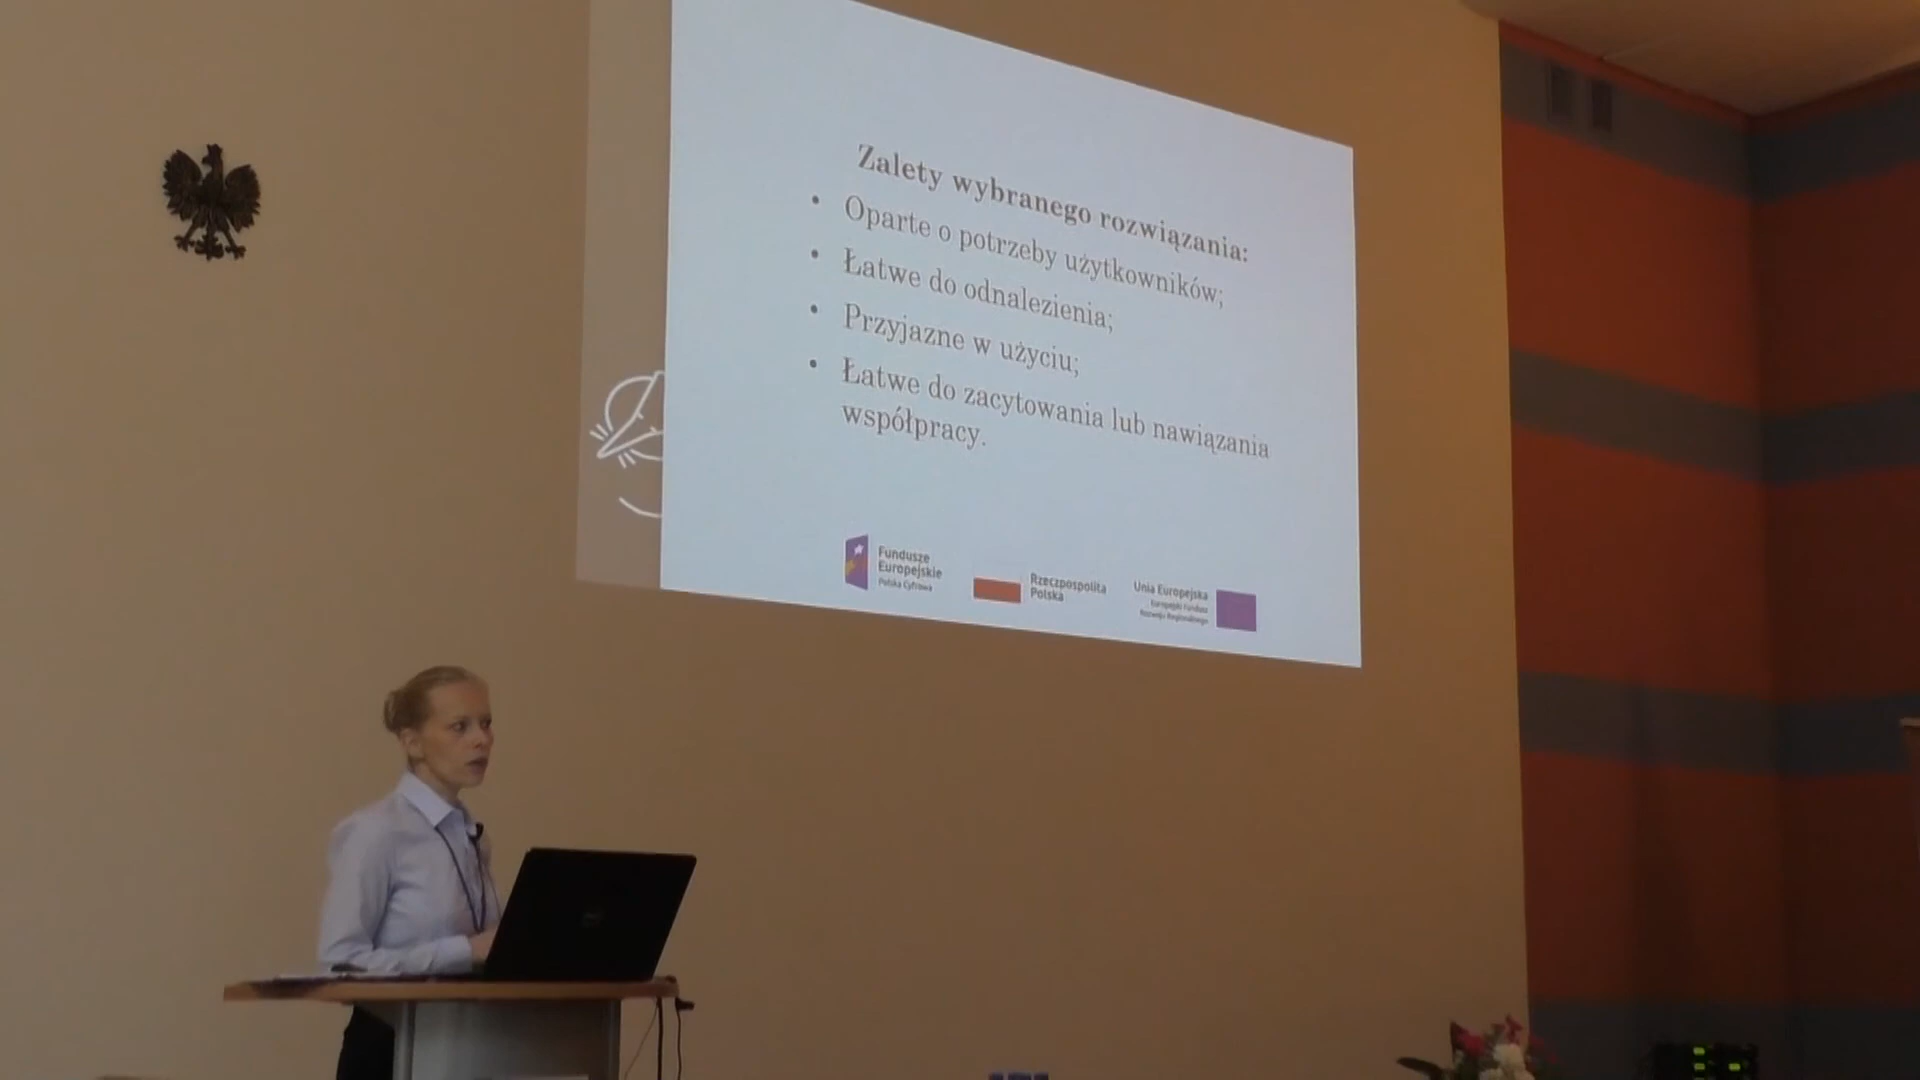 Zalety wybranego rozwiązania:
• Oparte o potrzeby użytkowników;
• Łatwe do odnalezienia;
• Przyjazne w użyciu;
• Łatwe do zacytowania lub nawiązania
współpracy.
Fundusze
Europejskie
Polska Cyfrowa
Rzeczpospolita
Polska
Unia Europejska
Europejski Fundusz
Rozwoju Regionalnego